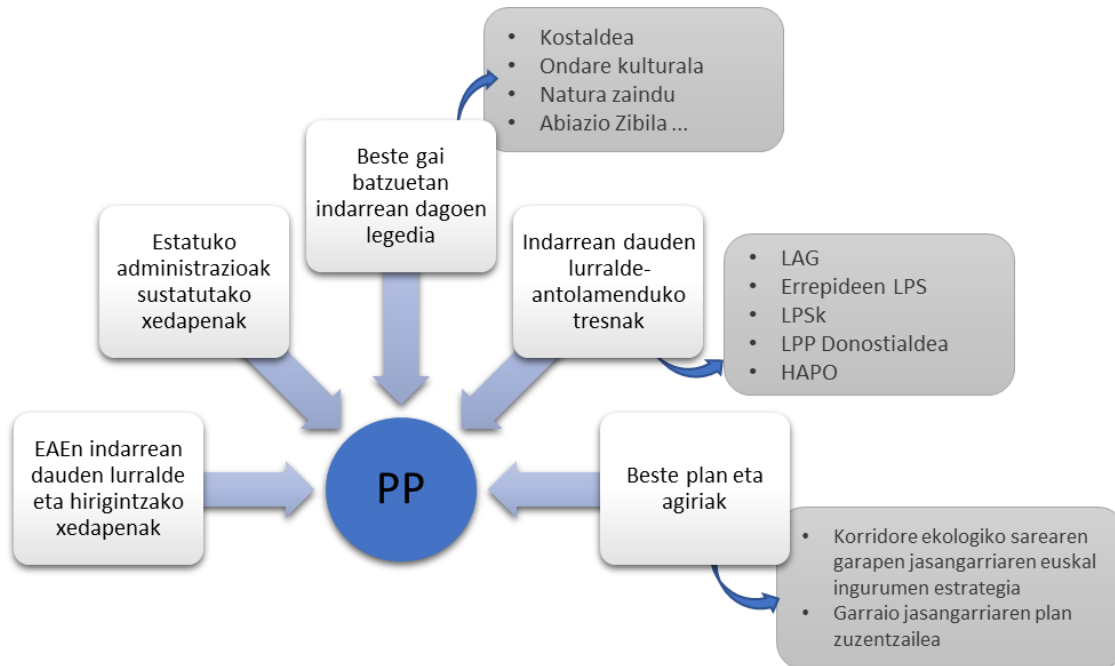 • Kostaldea
• Ondare kulturala
• Natura zaindu
• Abiazio Zibila ...
Beste gai
batzuetan
indarrean dagoen
legedia
Estatuko
administrazioak
sustatutako
xedapenak
Indarrean dauden
lurralde-
antolamenduko
tresnak
• LAG
• Errepideen LPS
• LPSk
• LPP Donostialdea
• HAPO
EAEn indarrean
dauden lurralde
eta hirigintzako
xedapenak
PP
Beste plan eta
agiriak
• Korridore ekologiko sarearen
garapen jasangarriaren euskal
ingurumen estrategia
• Garraio jasangarriaren plan
zuzentzailea